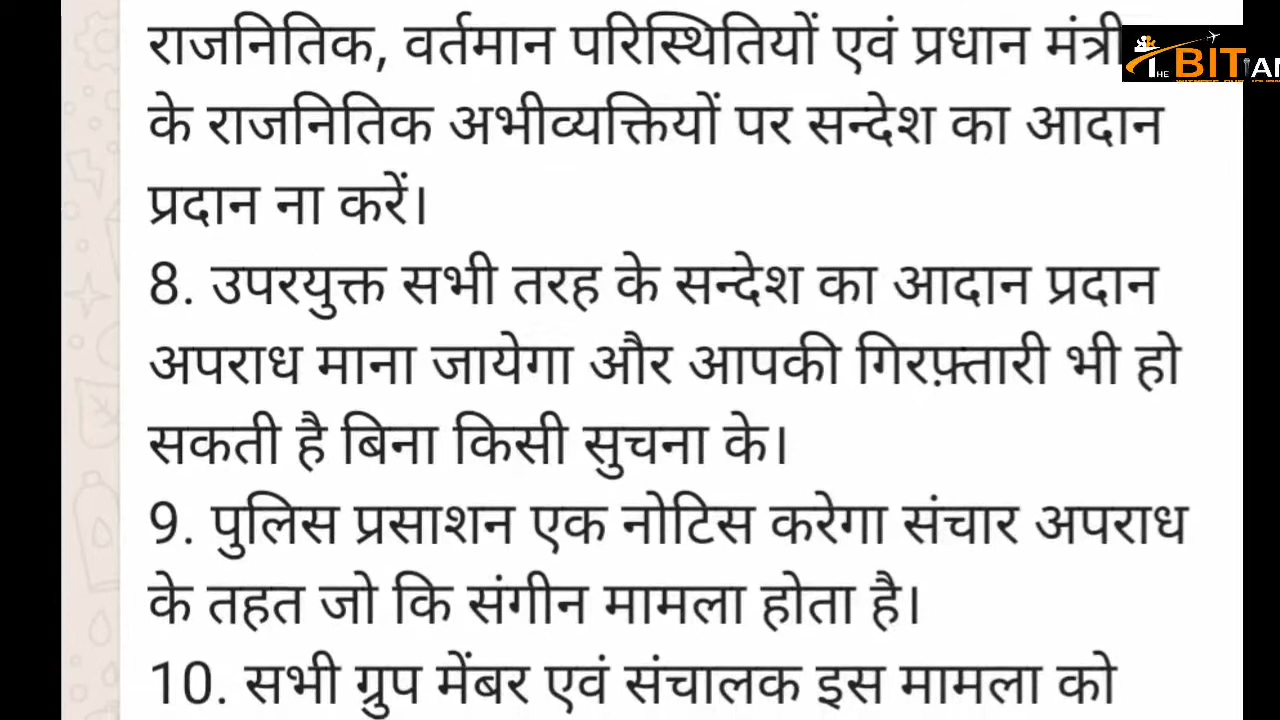 राजनितिक, वर्तमान परिस्थितियों एवं प्रधान मंत्री
के राजनितिक अभीव्यक्तियों पर सन्देश का आदान
प्रदान ना करें।
8. उपरयुक्त सभी तरह के सन्देश का आदान प्रदान
अपराध माना जायेगा और आपकी गिरफ़्तारी भी हो
सकती है बिना किसी सुचना के।
9. पुलिस प्रसाशन एक नोटिस करेगा संचार अपराध
के तहत जो कि संगीन मामला होता है।
10. सभी ग्रुप मेंबर एवं संचालक इस मामला को
THE BITIAN